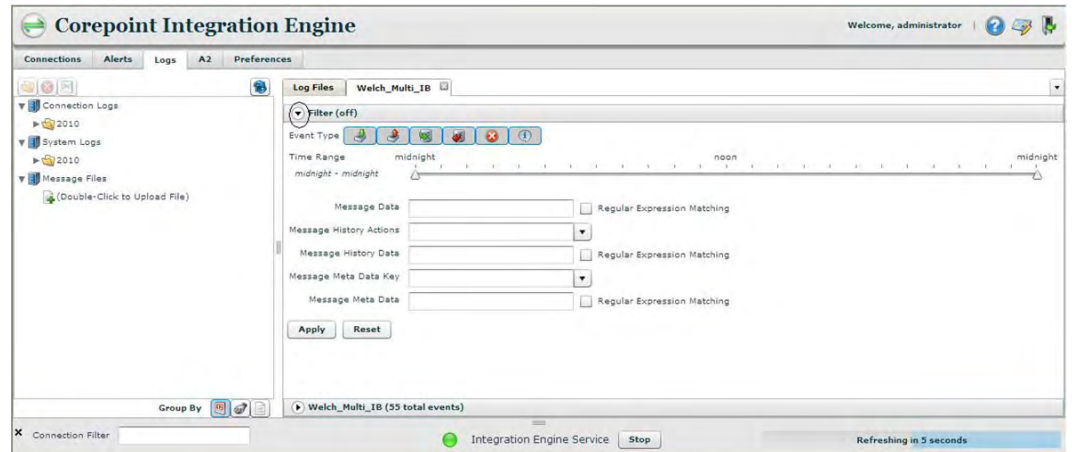 Corepoint Integration Engine
Welcome, administrator
Connections Alerts Logs A2 Preferences
Log Files Welch_Multi_IB
Connection Logs
2010
System Logs
2010
Message Files
(Double-Click to Upload File)
Filter (off)
Event Type
Time Range midnight noon midnight
midnight - midnight
Message Data Regular Expression Matching
Message History Actions
Message History Data Regular Expression Matching
Message Meta Data Key
Message Meta Data Regular Expression Matching
Apply Reset
Group By
Welch_Multi_IB (55 total events)
Connection Filter
Integration Engine Service Stop
Refreshing in 5 seconds